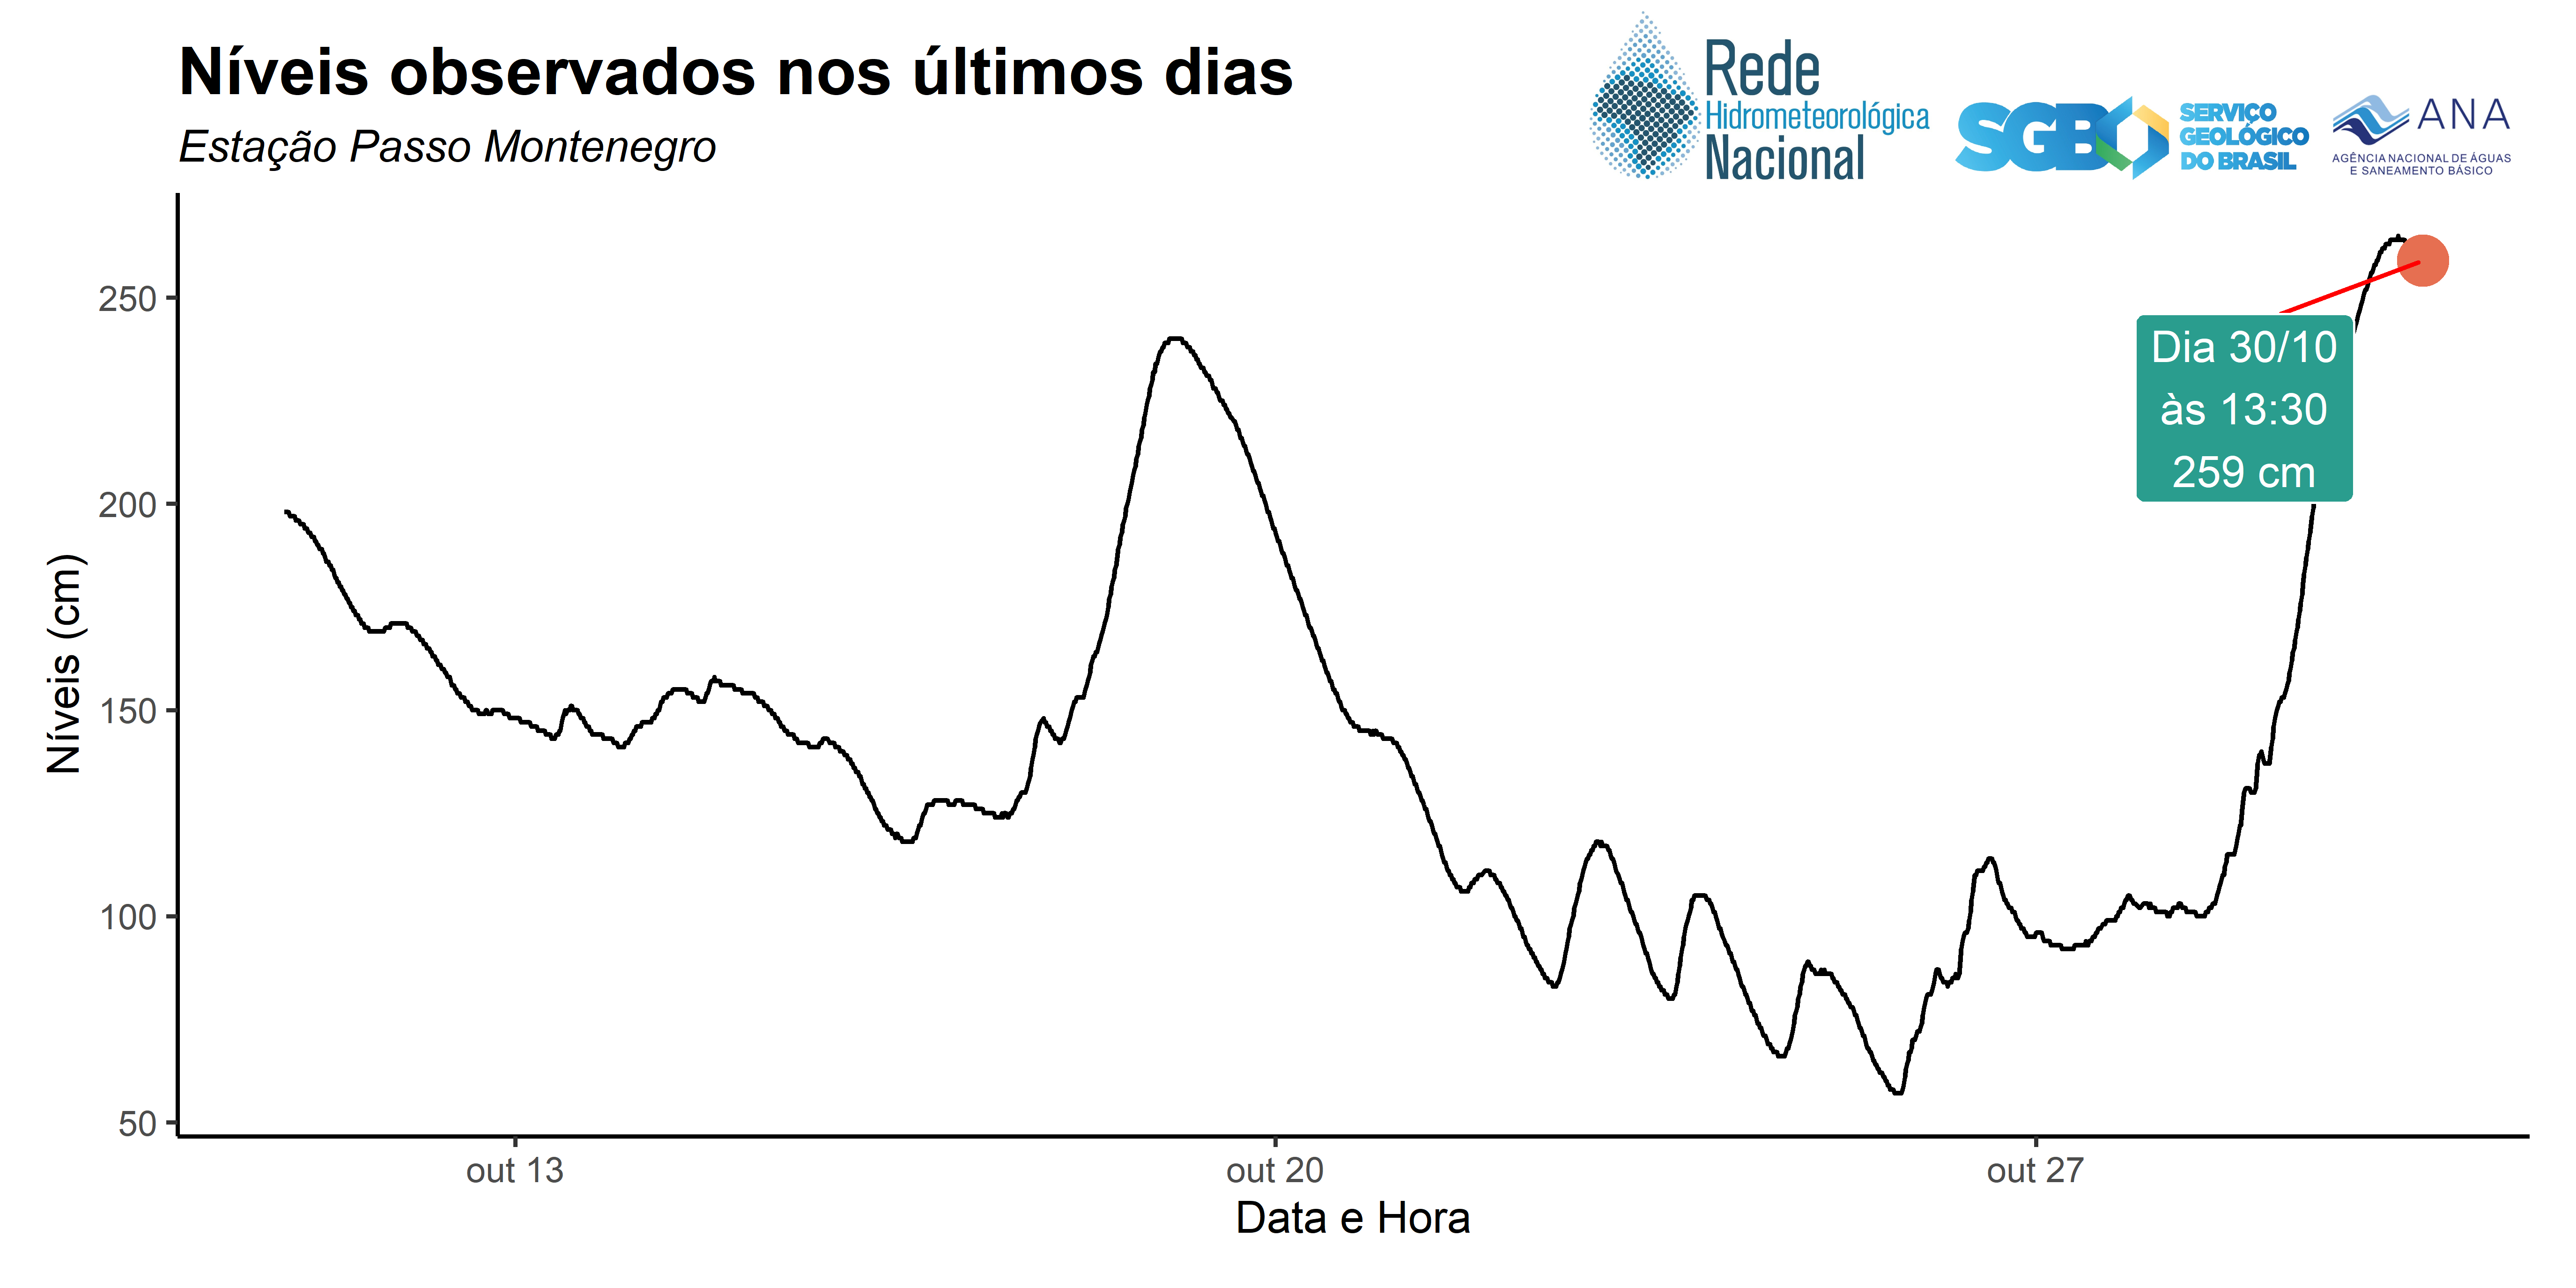 Níveis observados nos últimos dias
Estação Passo Montenegro
Rede
Hidrometeorológica
Nacional
SGB
SERVIÇO
GEOLÓGICO
DO BRASIL
ANA
AGÊNCIA NACIONAL DE ÁGUAS
E SANEAMENTO BÁSICO
Níveis (cm)
250
200
150
100
50
Dia 30/10
às 13:30
259 cm
out 13
out 20
out 27
Data e Hora